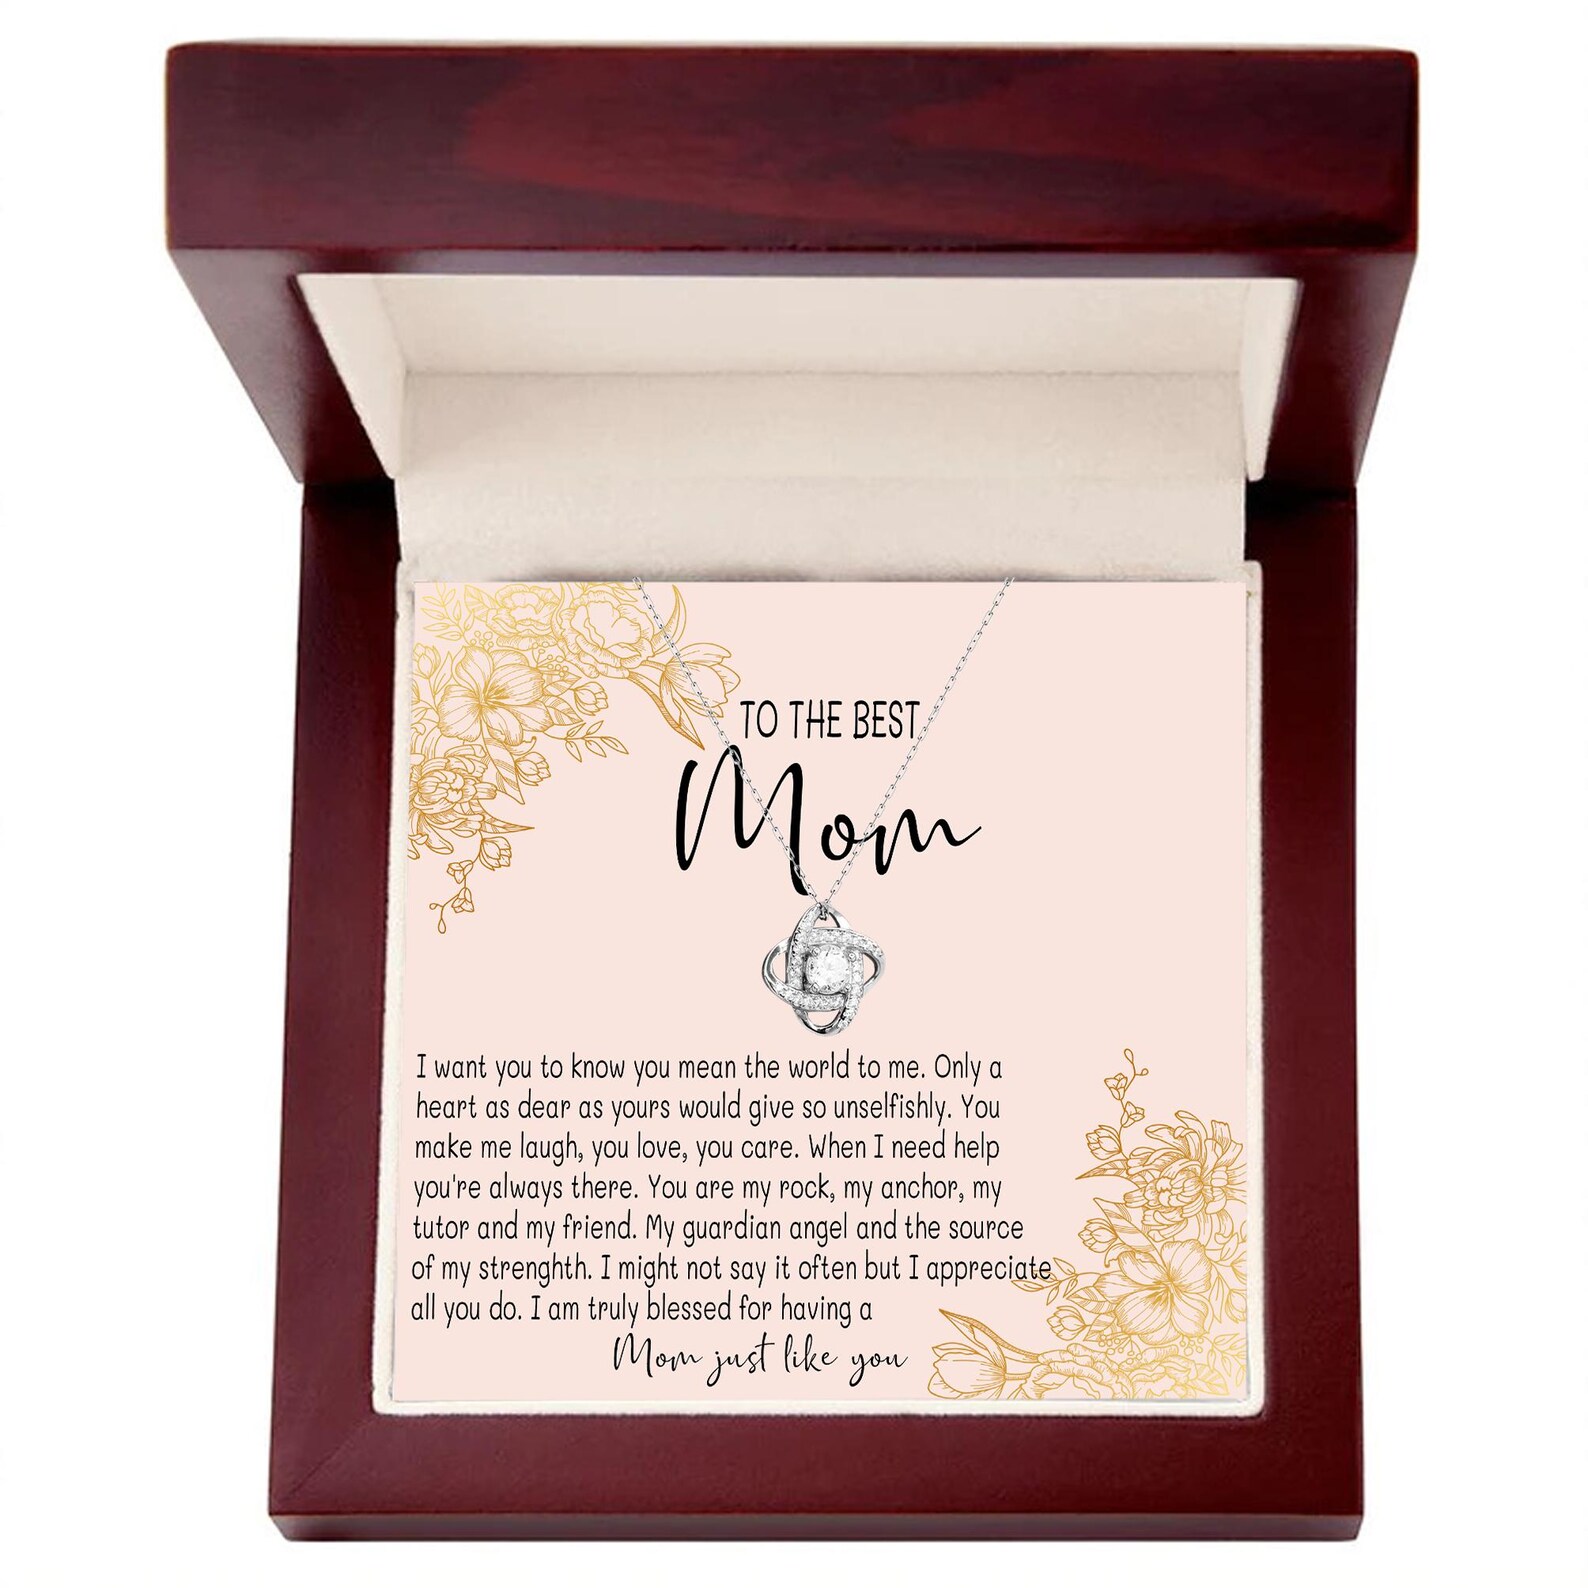 TO THE BEST
Mom
I want you to know you mean the world to me. Only a
heart as dear as yours would give so unselfishly. You
make me laugh, you love, you care. When I need help
you're always there. You are my rock, my anchor, my
tutor and my friend. My guardian angel and the source
of my strenghth. I might not say it often but I appreciate
all you do. I am truly blessed for having a
Mom just like you